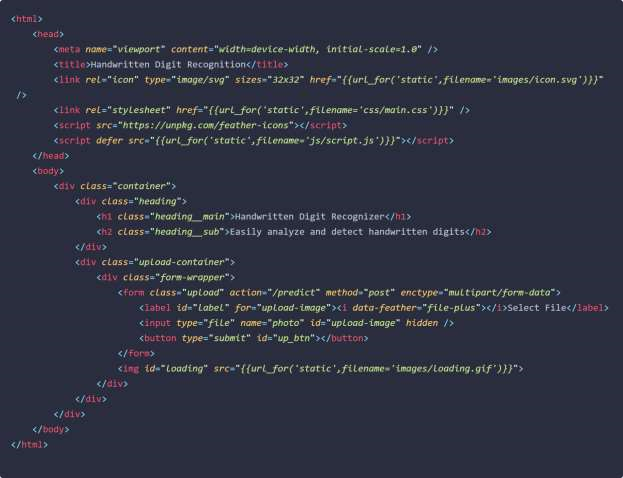 <html>
    <head>
        <meta name="viewport" content="width=device-width, initial-scale=1.0" />
        <title>Handwritten Digit Recognition</title>
        <link rel="icon" type="image/svg" sizes="32x32" href="{{url_for('static',filename='images/icon.svg')}}"
 />
        <link rel="stylesheet" href="{{url_for('static',filename='css/main.css')}}" />
        <script src="https://unpkg.com/feather-icons"></script>
        <script defer src="{{url_for('static',filename='js/script.js')}}"></script>
    </head>
    <body>
        <div class="container">
            <div class="heading">
                <h1 class="heading__main">Handwritten Digit Recognizer</h1>
                <h2 class="heading__sub">Easily analyze and detect handwritten digits</h2>
            </div>
            <div class="upload-container">
                <div class="form-wrapper">
                    <form class="upload" action="/predict" method="post" enctype="multipart/form-data">
                        <label id="label" for="upload-image"><i data-feather="file-plus"></i>Select File</label>
                        <input type="file" name="photo" id="upload-image" hidden />
                        <button type="submit" id="up_btn"></button>
                    </form>
                    <img id="loading" src="{{url_for('static',filename='images/loading.gif')}}">
                </div>
            </div>
        </div>
    </body>
</html>